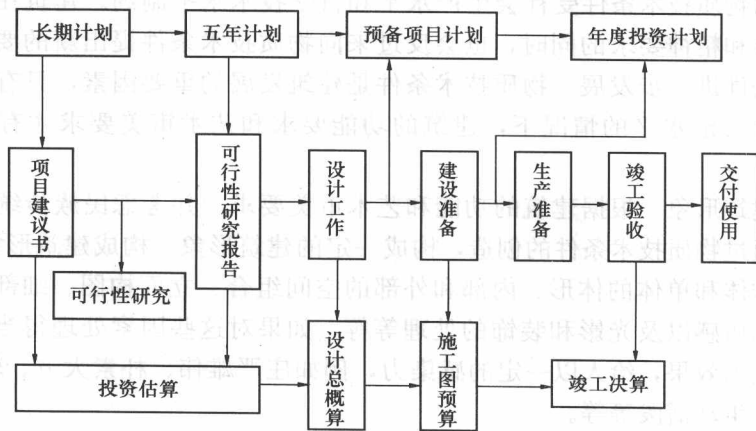 长期计划
五年计划
预备项目计划
年度投资计划
项目建议书
可行性研究报告
设计工作
建设准备
生产准备
竣工验收
交付使用
可行性研究
投资估算
设计总概算
施工图预算
竣工决算